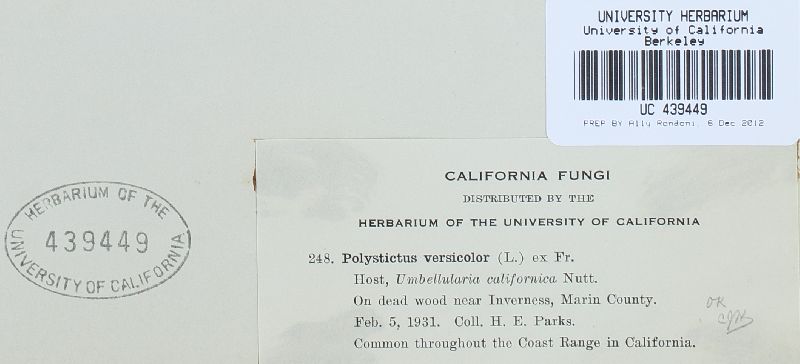 UNIVERSITY HERBARIUM
University of California
Berkeley
UC 439449
PREP BY Ally Rondoni, 6 Dec 2012
HERBARIUM OF THE
439449
UNIVERSITY OF CALIFORNIA
CALIFORNIA FUNGI
DISTRIBUTED BY THE
HERBARIUM OF THE UNIVERSITY OF CALIFORNIA
248. Polystictus versicolor (L.) ex Fr.
Host, Umbellularia californica Nutt.
On dead wood near Inverness, Marin County.
Feb. 5, 1931. Coll. H. E. Parks.
Common throughout the Coast Range in California.
OK